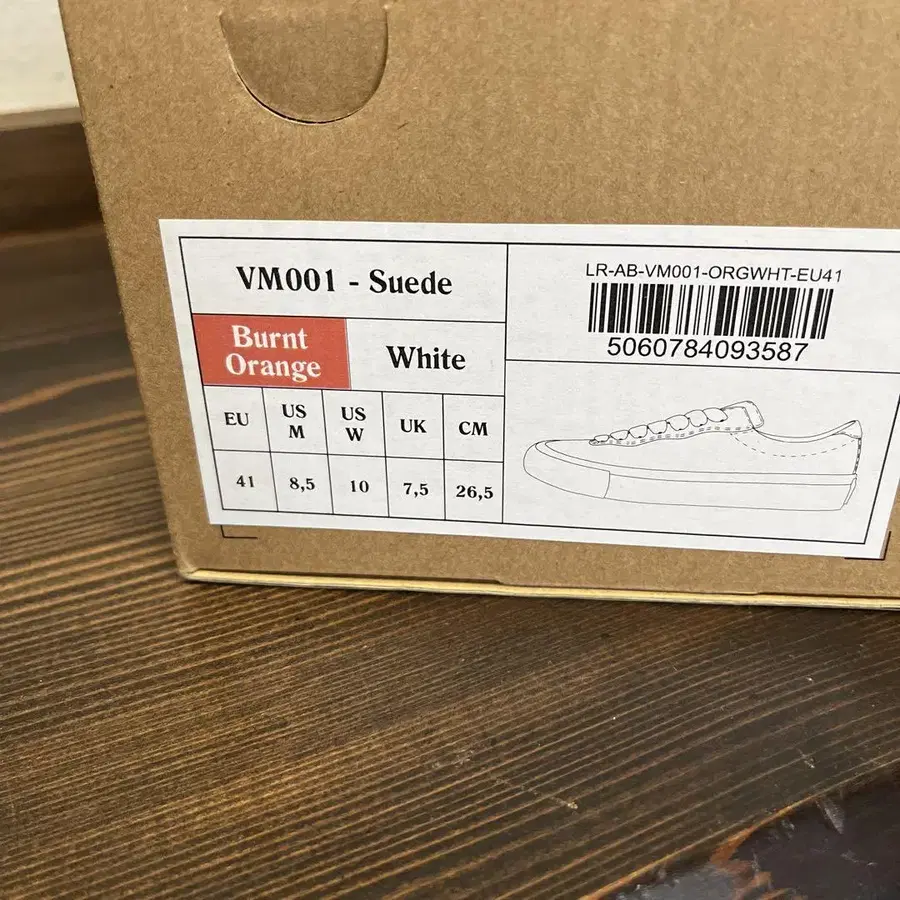 VM001 - Suede
Burnt
Orange
White
EU
US
M
US
W
UK
CM
41
8,5
10
7,5
26,5
LR-AB-VM001-ORGWHT-EU41
5060784093587